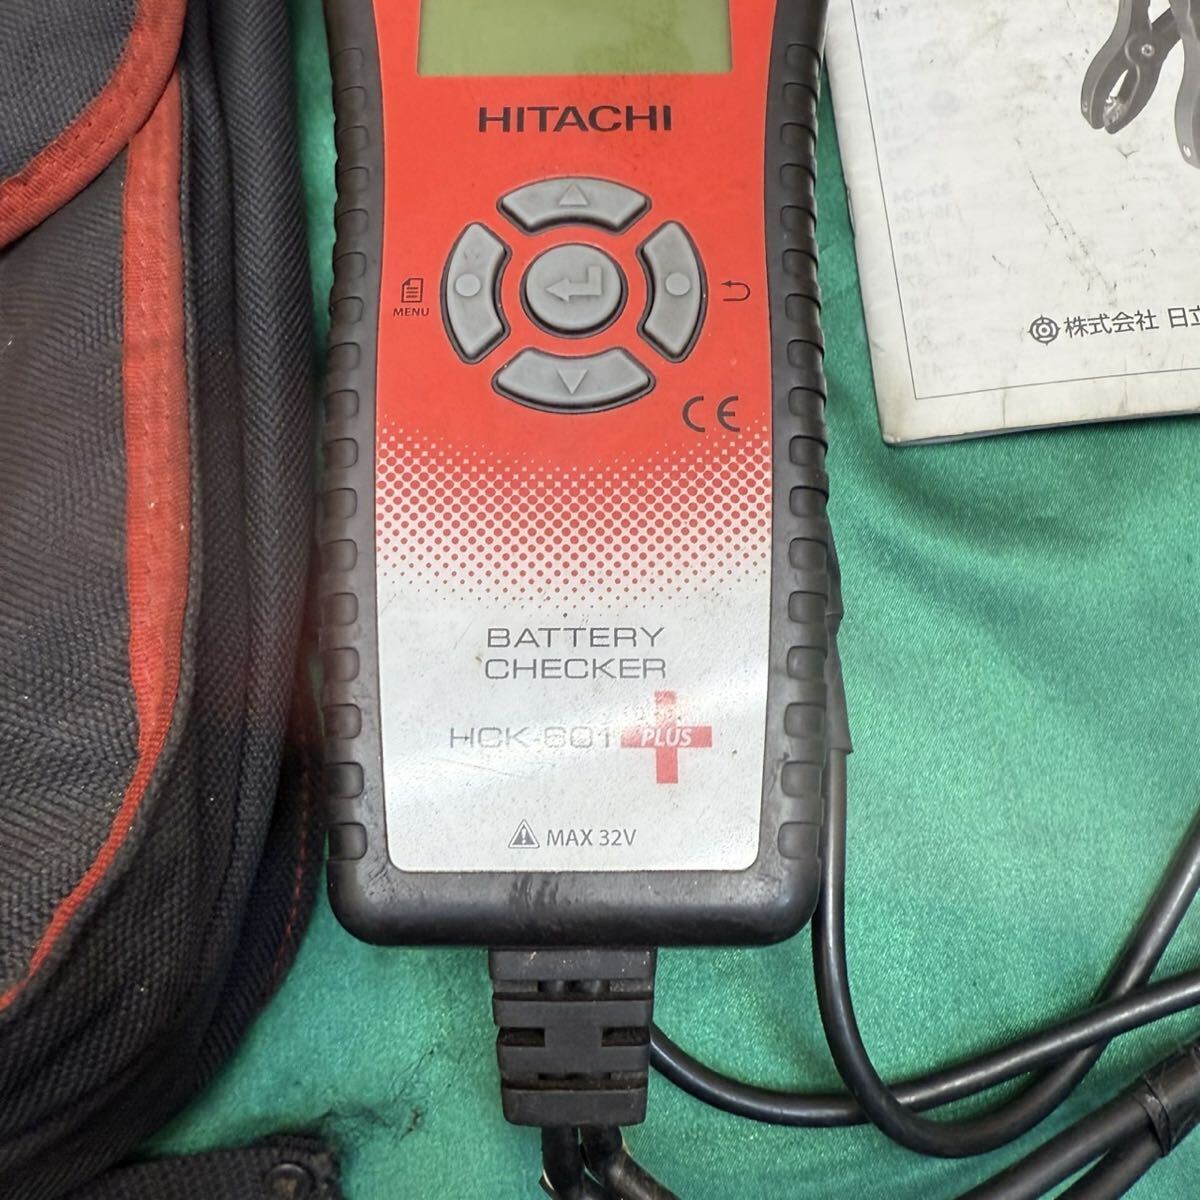 HITACHI
MENU
CE
BATTERY
CHECKER
HCK-601
PLUS
MAX 32V
株式会社 日立